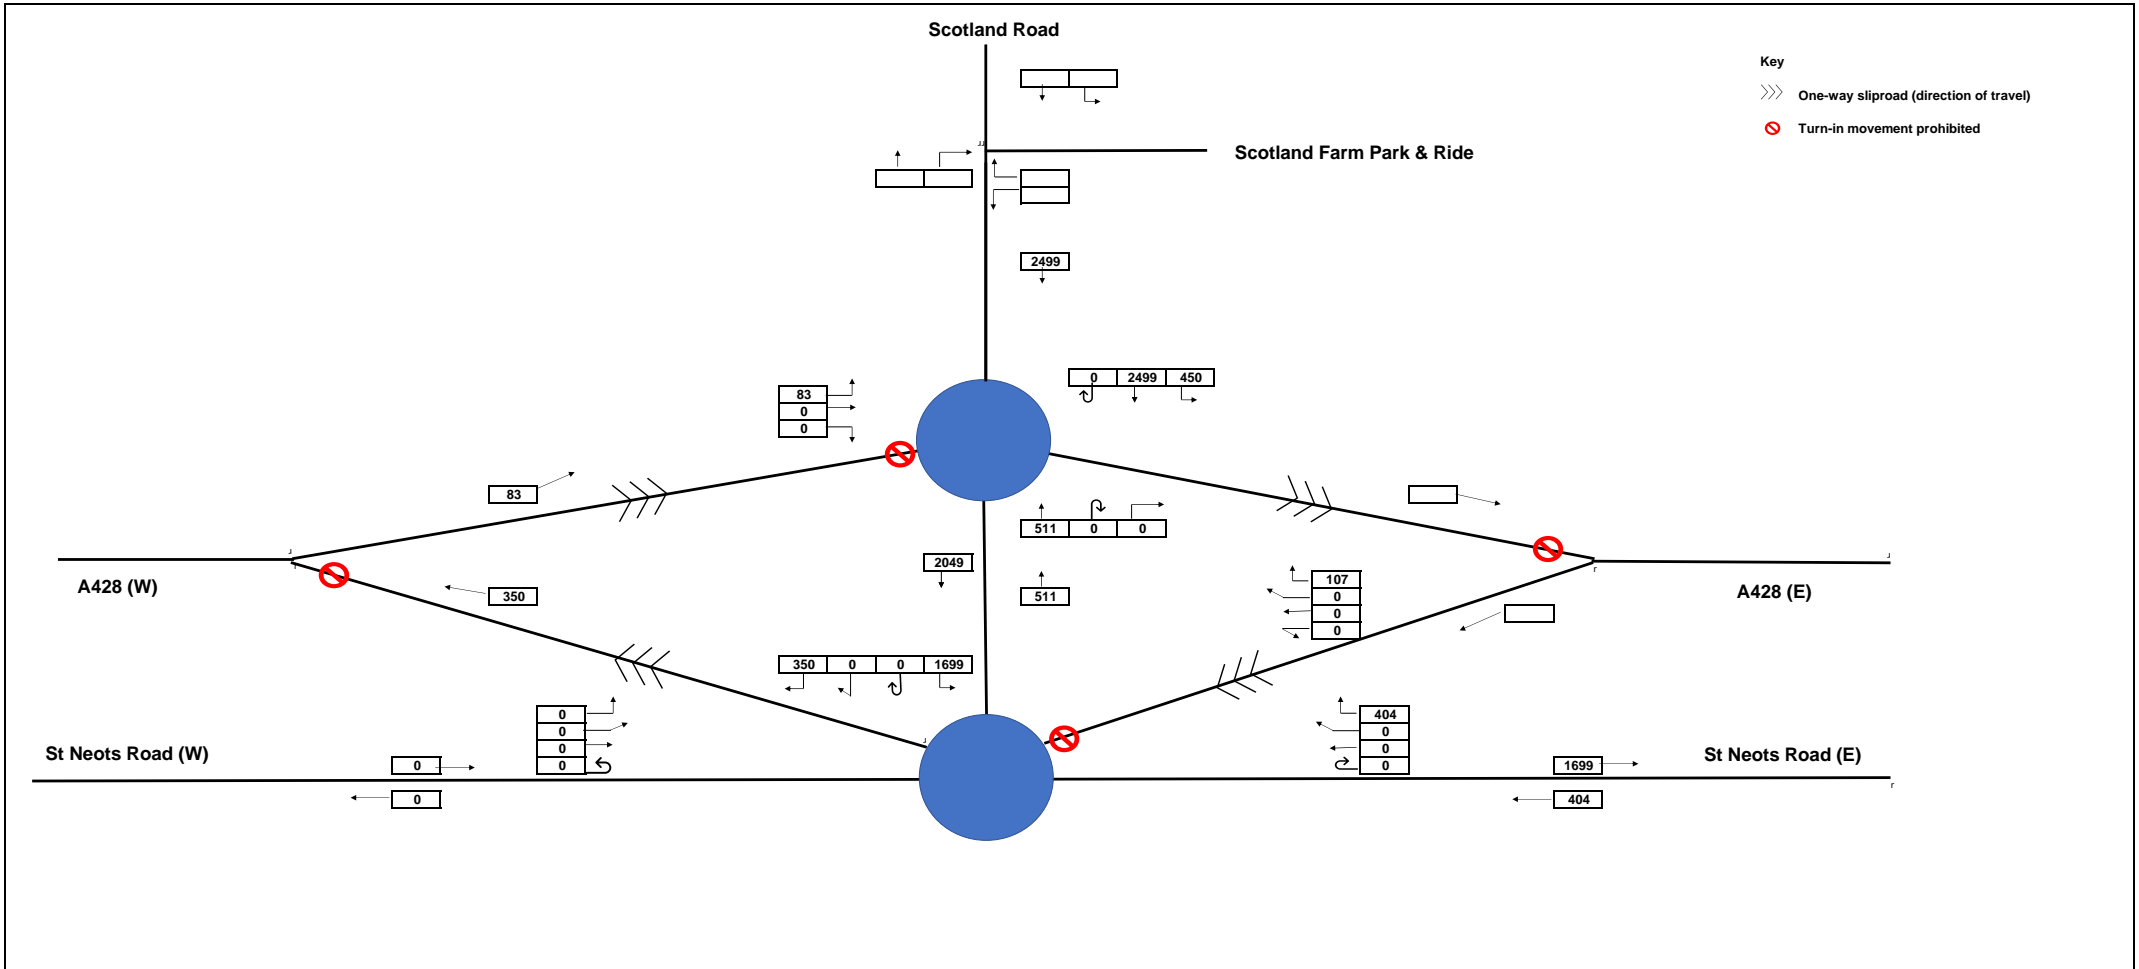 Scotland Road
Key
One-way sliproad (direction of travel)
Turn-in movement prohibited
Scotland Farm Park & Ride
2499
0 2499 450
83
0
0
83
511 0 0
2049
A428 (W)
350
511
107
0
0
0
A428 (E)
350 0 0 1699
0
0
0
0
404
0
0
0
St Neots Road (W)
St Neots Road (E)
0
1699
0
404